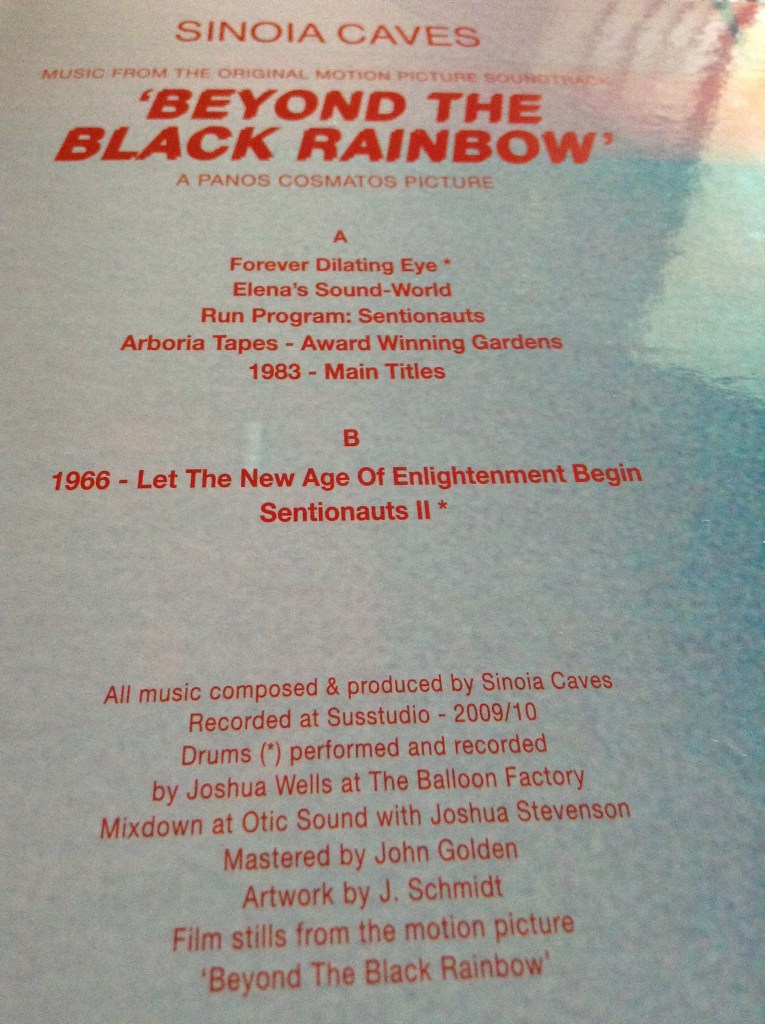 SINOIA CAVES
MUSIC FROM THE ORIGINAL MOTION PICTURE SOUNDTRACK
'BEYOND THE
BLACK RAINBOW'
A PANOS COSMATOS PICTURE
A
Forever Dilating Eye *
Elena's Sound-World
Run Program: Sentionauts
Arboria Tapes - Award Winning Gardens
1983 - Main Titles
B
1966 - Let The New Age Of Enlightenment Begin
Sentionauts II *
All music composed & produced by Sinoia Caves
Recorded at Susstudio - 2009/10
Drums (*) performed and recorded
by Joshua Wells at The Balloon Factory
Mixdown at Otic Sound with Joshua Stevenson
Mastered by John Golden
Artwork by J. Schmidt
Film stills from the motion picture
'Beyond The Black Rainbow'